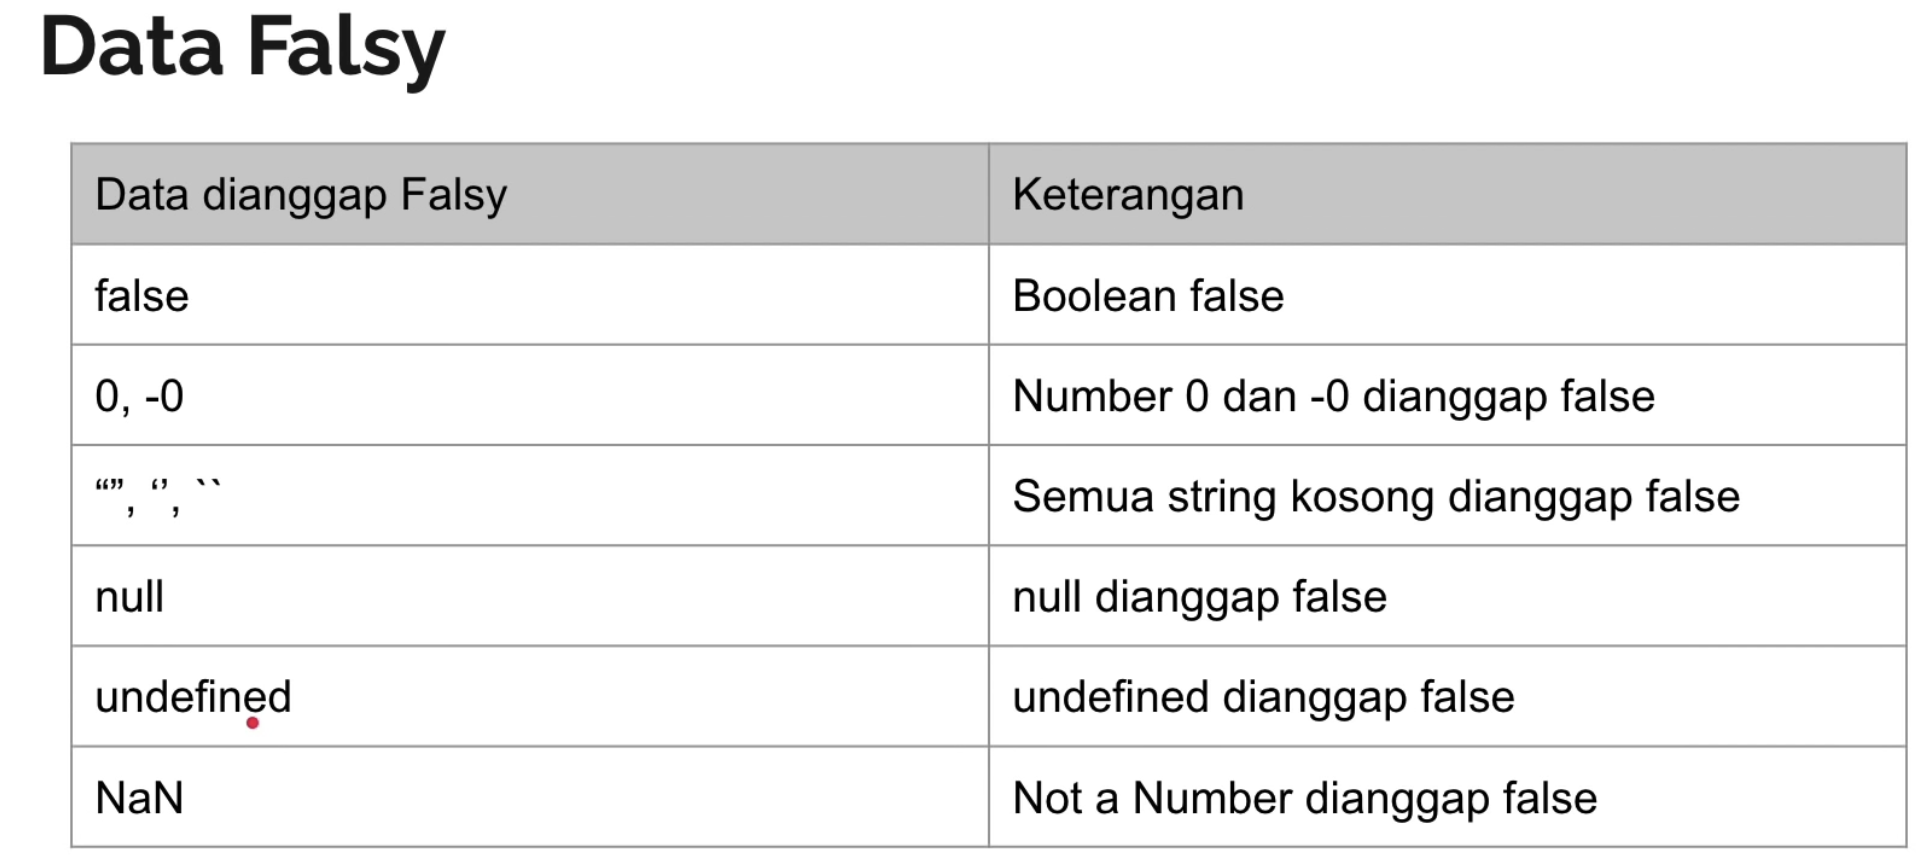 Data Falsy
Data dianggap Falsy
Keterangan
false
Boolean false
0, -0
Number 0 dan -0 dianggap false
“”, ‘’, ``
Semua string kosong dianggap false
null
null dianggap false
undefined
undefined dianggap false
NaN
Not a Number dianggap false